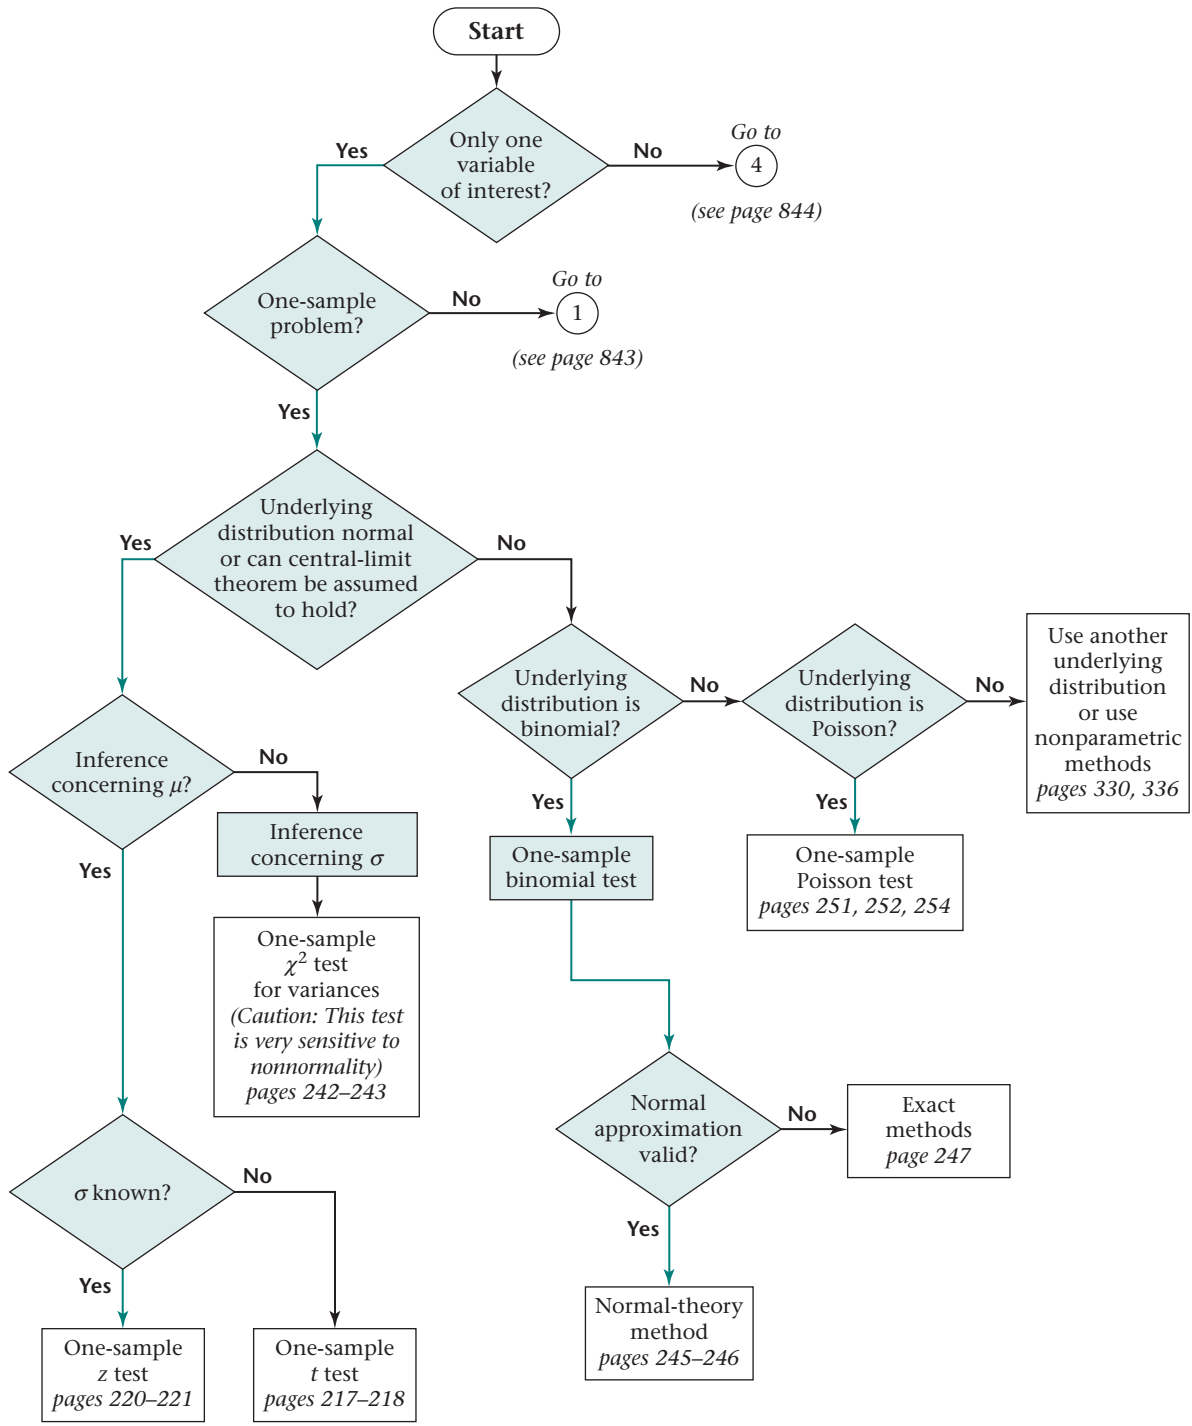 Start
Only one
variable
of interest?
Yes
No
Go to
4
(see page 844)
One-sample
problem?
No
Go to
1
(see page 843)
Yes
Underlying
distribution normal
or can central-limit
theorem be assumed
to hold?
Yes
No
Inference
concerning μ?
No
Inference
concerning σ
One-sample
χ² test
for variances
(Caution: This test
is very sensitive to
nonnormality)
pages 242–243
Yes
σ known?
No
Yes
One-sample
z test
pages 220–221
One-sample
t test
pages 217–218
Underlying
distribution is
binomial?
No
Underlying
distribution is
Poisson?
No
Use another
underlying
distribution
or use
nonparametric
methods
pages 330, 336
Yes
One-sample
binomial test
Yes
One-sample
Poisson test
pages 251, 252, 254
Normal
approximation
valid?
No
Exact
methods
page 247
Yes
Normal-theory
method
pages 245–246